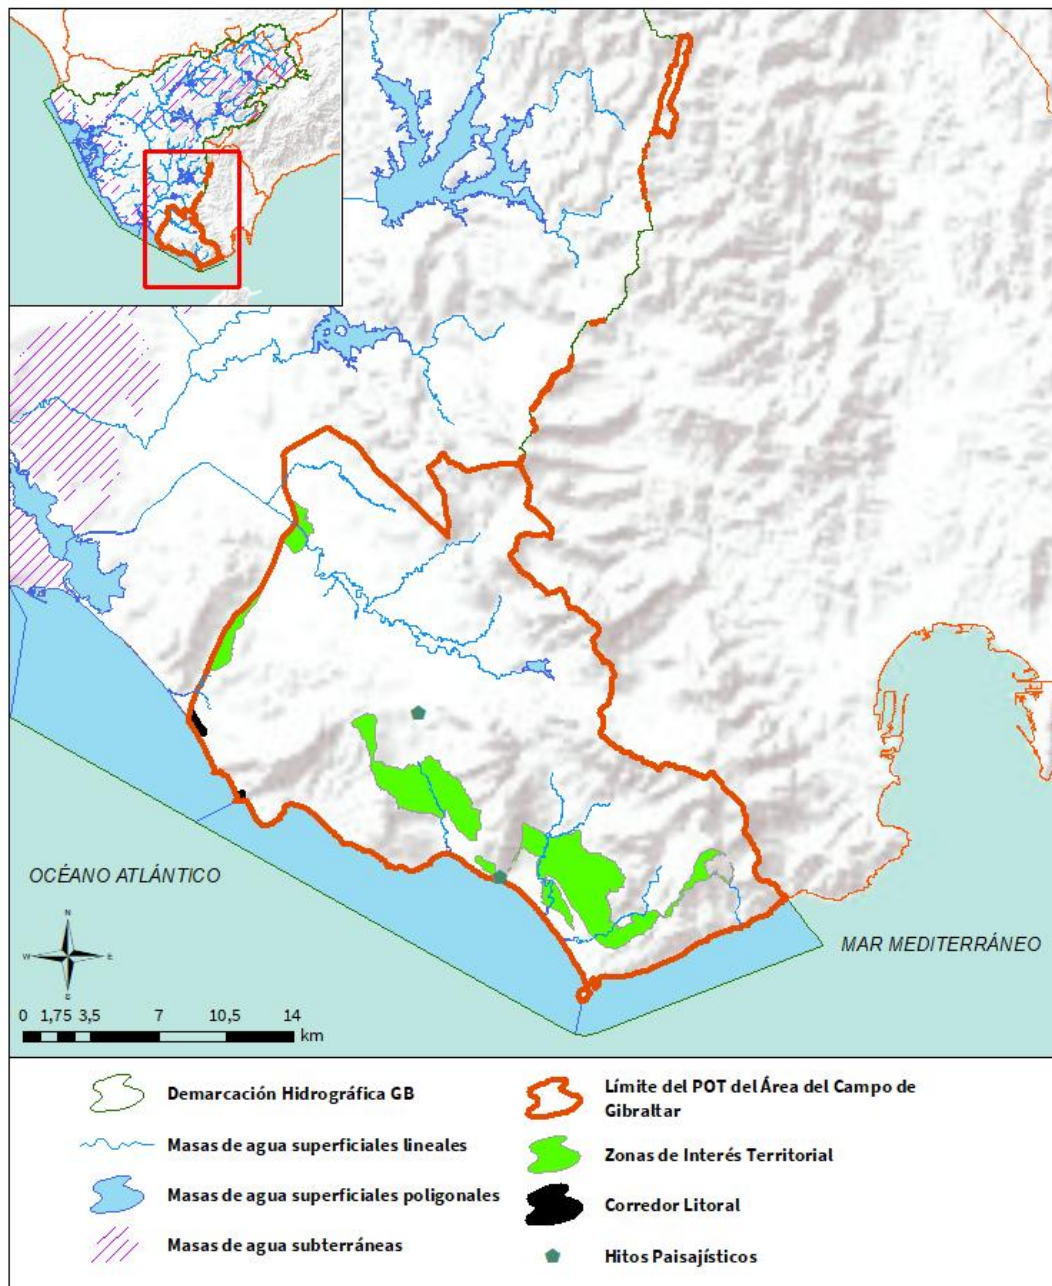 OCÉANO ATLÁNTICO
MAR MEDITERRÁNEO
N
W E
S
0 1,75 3,5 7 10,5 14
km
Demarcación Hidrográfica GB
Masas de agua superficiales lineales
Masas de agua superficiales poligonales
Masas de agua subterráneas
Límite del POT del Área del Campo de
Gibraltar
Zonas de Interés Territorial
Corredor Litoral
Hitos Paisajísticos